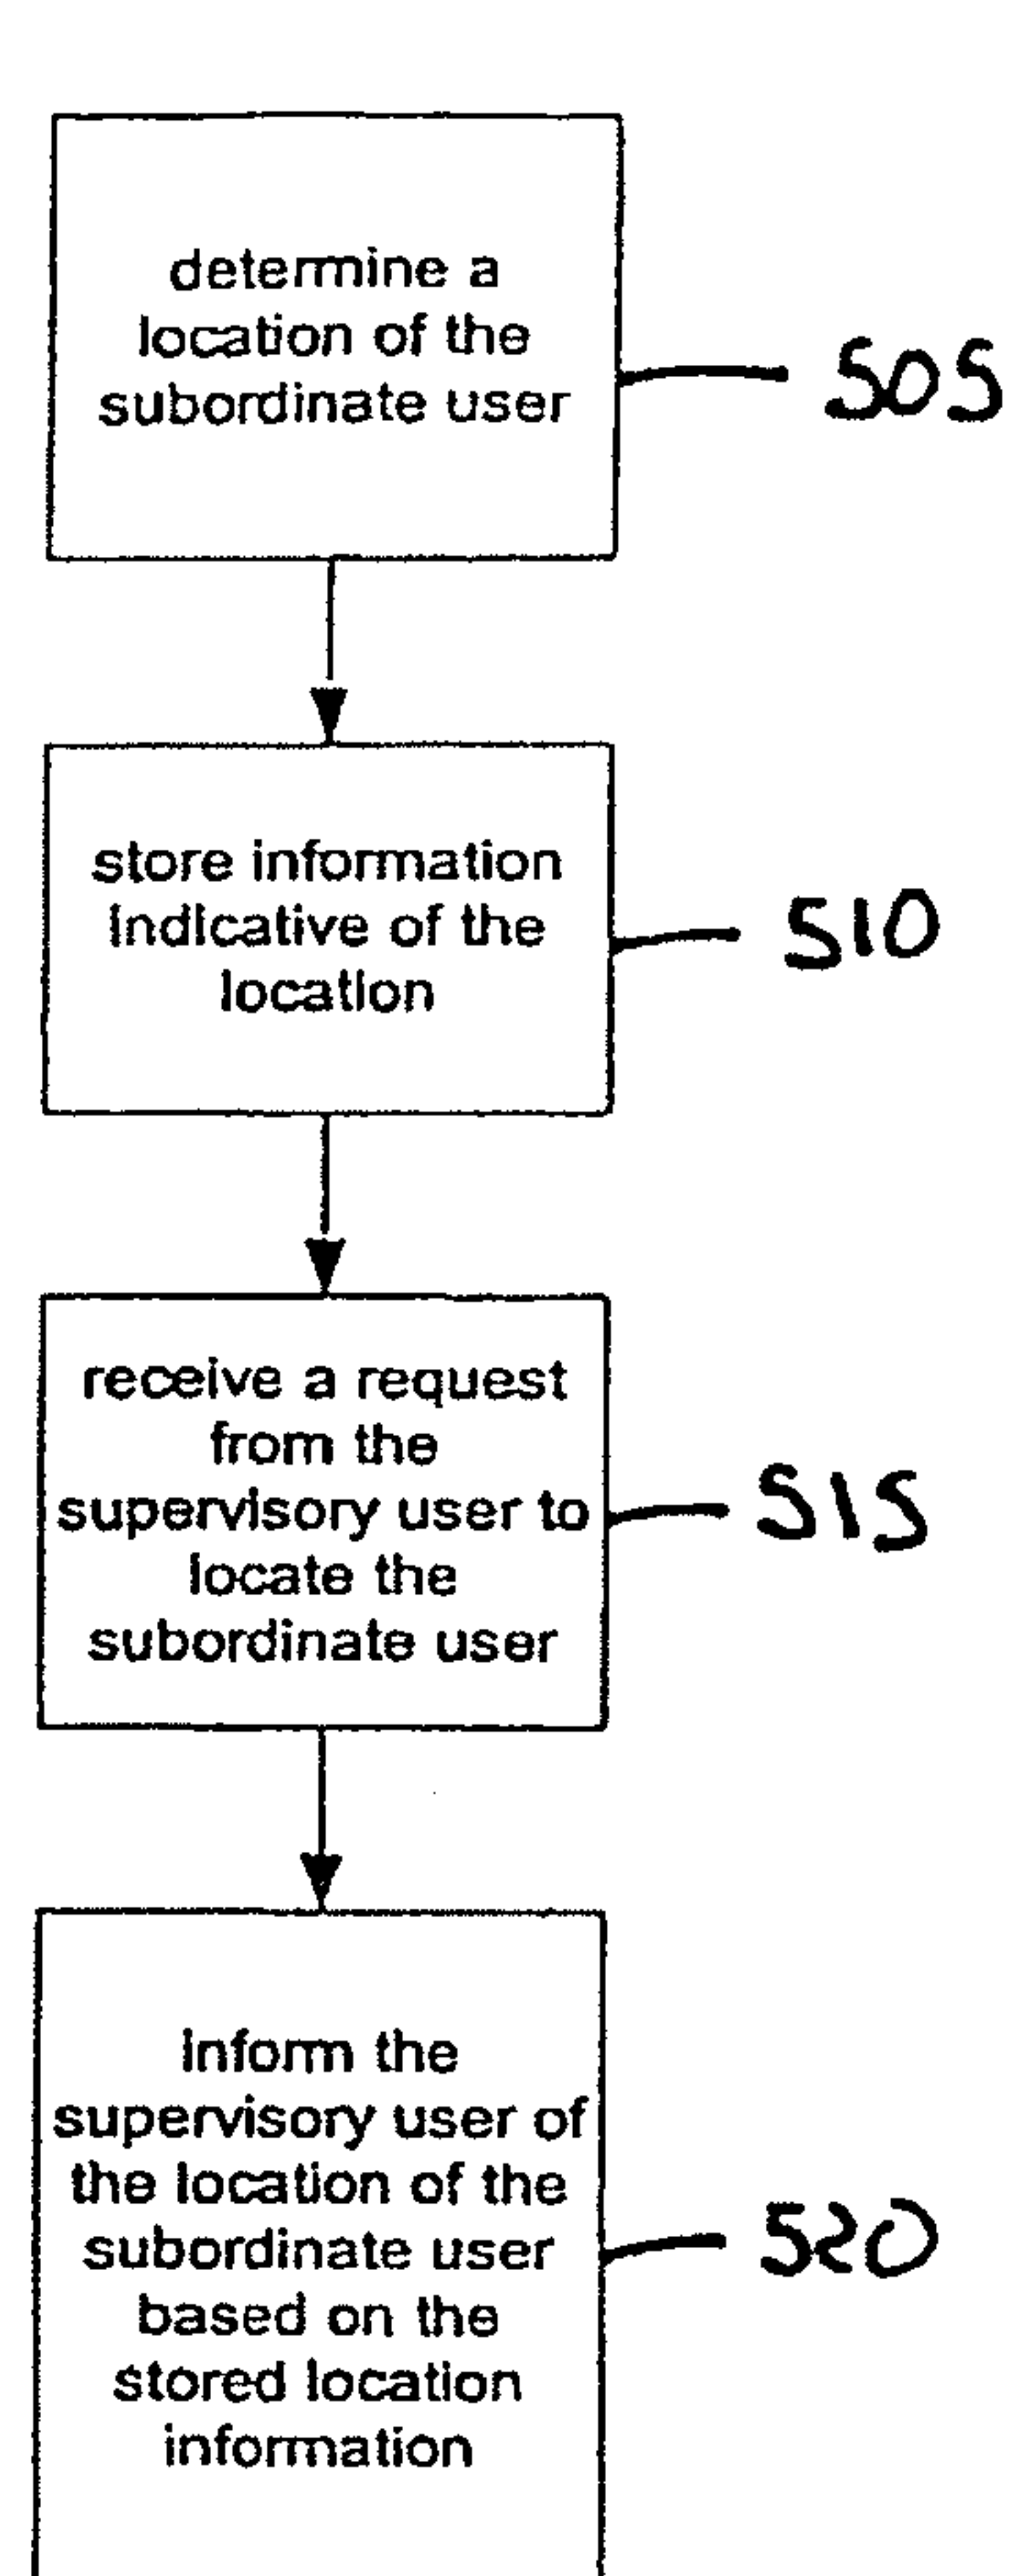 determine a
location of the
subordinate user
505
store information
indicative of the
location
510
receive a request
from the
supervisory user to
locate the
subordinate user
515
inform the
supervisory user of
the location of the
subordinate user
based on the
stored location
information
520